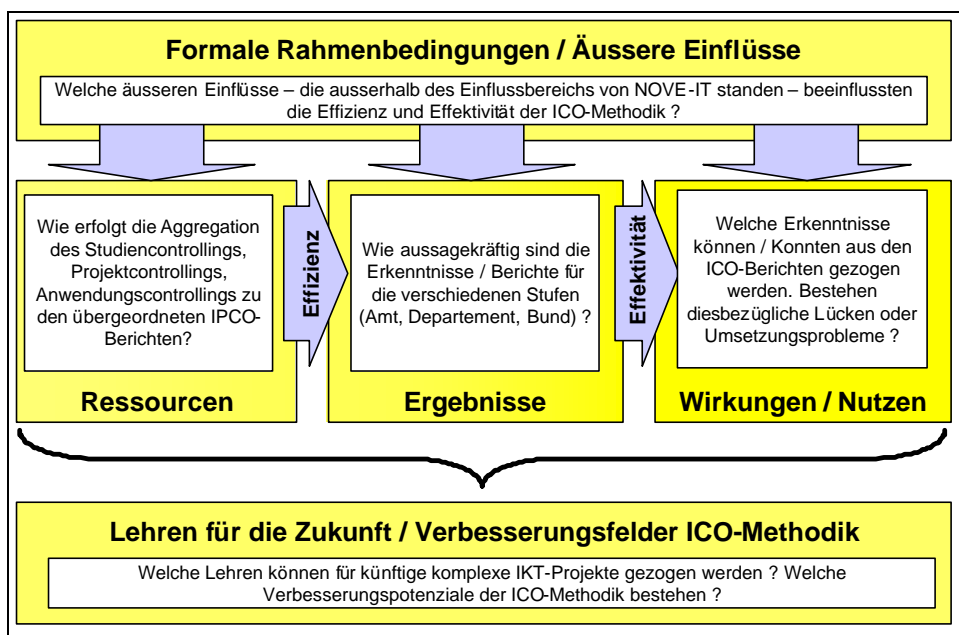 Formale Rahmenbedingungen / Äussere Einflüsse
Welche äusseren Einflüsse – die ausserhalb des Einflussbereichs von NOVE-IT standen – beeinflussten
die Effizienz und Effektivität der ICO-Methodik ?
Wie erfolgt die Aggregation
des Studiencontrollings,
Projektcontrollings,
Anwendungscontrollings zu
den übergeordneten IPCO-
Berichten?
Ressourcen
Effizienz
Wie aussagekräftig sind die
Erkenntnisse / Berichte für
die verschiedenen Stufen
(Amt, Departement, Bund) ?
Ergebnisse
Effektivität
Welche Erkenntnisse
können / Konnten aus den
ICO-Berichten gezogen
werden. Bestehen
diesbezügliche Lücken oder
Umsetzungsprobleme ?
Wirkungen / Nutzen
Lehren für die Zukunft / Verbesserungsfelder ICO-Methodik
Welche Lehren können für künftige komplexe IKT-Projekte gezogen werden ? Welche
Verbesserungspotenziale der ICO-Methodik bestehen ?